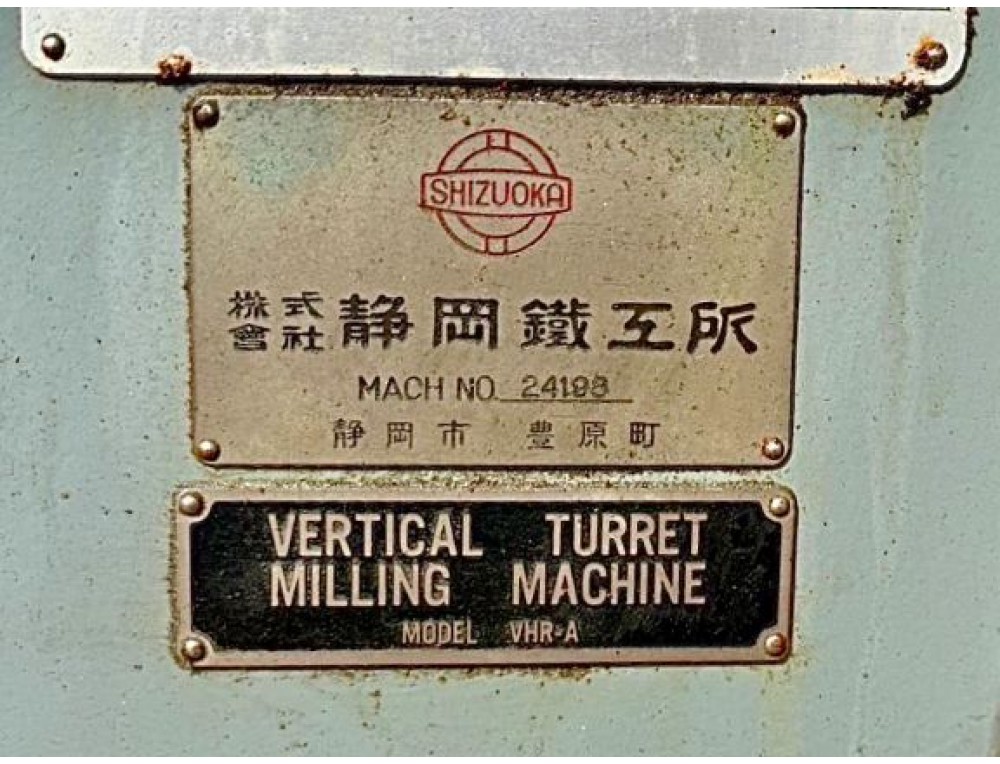 SHIZUOKA
株式會社 静岡鐵工所
MACH NO. 24198
静岡市 豊原町
VERTICAL TURRET
MILLING MACHINE
MODEL VHR-A